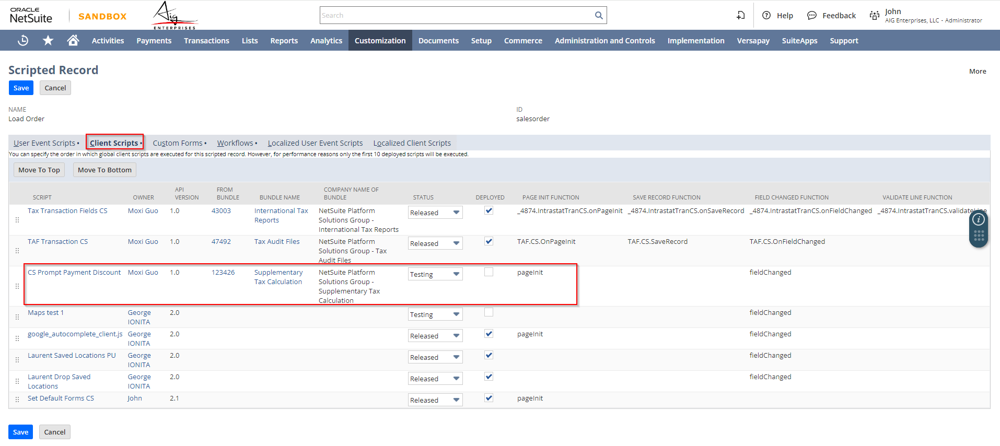 ORACLE
NetSuite
SANDBOX
Aig
ENTERPRISES
Search
Help
Feedback
John
AIG Enterprises, LLC - Administrator
Activities Payments Transactions Lists Reports Analytics Customization Documents Setup Commerce Administration and Controls Implementation Versapay SuiteApps Support
Scripted Record
More
Save Cancel
NAME
Load Order
ID
salesorder
User Event Scripts • Client Scripts • Custom Forms • Workflows • Localized User Event Scripts Localized Client Scripts
You can specify the order in which global client scripts are executed for this scripted record. However, for performance reasons only the first 10 deployed scripts will be executed.
Move To Top Move To Bottom
SCRIPT OWNER API VERSION FROM BUNDLE BUNDLE NAME COMPANY NAME OF BUNDLE STATUS DEPLOYED PAGE INIT FUNCTION SAVE RECORD FUNCTION FIELD CHANGED FUNCTION VALIDATE LINE FUNCTION
Tax Transaction Fields CS Moxi Guo 1.0 43003 International Tax Reports NetSuite Platform Solutions Group - International Tax Reports Released _4874.IntrastatTranCS.onPageInit _4874.IntrastatTranCS.onSaveRecord _4874.IntrastatTranCS.onFieldChanged _4874.IntrastatTranCS.validateLine
TAF Transaction CS Moxi Guo 1.0 47492 Tax Audit Files NetSuite Platform Solutions Group - Tax Audit Files Released TAF.CS.OnPageInit TAF.CS.SaveRecord TAF.CS.OnFieldChanged
CS Prompt Payment Discount Moxi Guo 1.0 123426 Supplementary Tax Calculation NetSuite Platform Solutions Group - Supplementary Tax Calculation Testing pageInit fieldChanged
Maps test 1 George IONITA 2.0 Testing fieldChanged
google_autocomplete_client.js George IONITA 2.0 Released pageInit fieldChanged
Laurent Saved Locations PU George IONITA 2.0 Released fieldChanged
Laurent Drop Saved Locations George IONITA 2.0 Released fieldChanged
Set Default Forms CS John 2.1 Released pageInit
Save Cancel